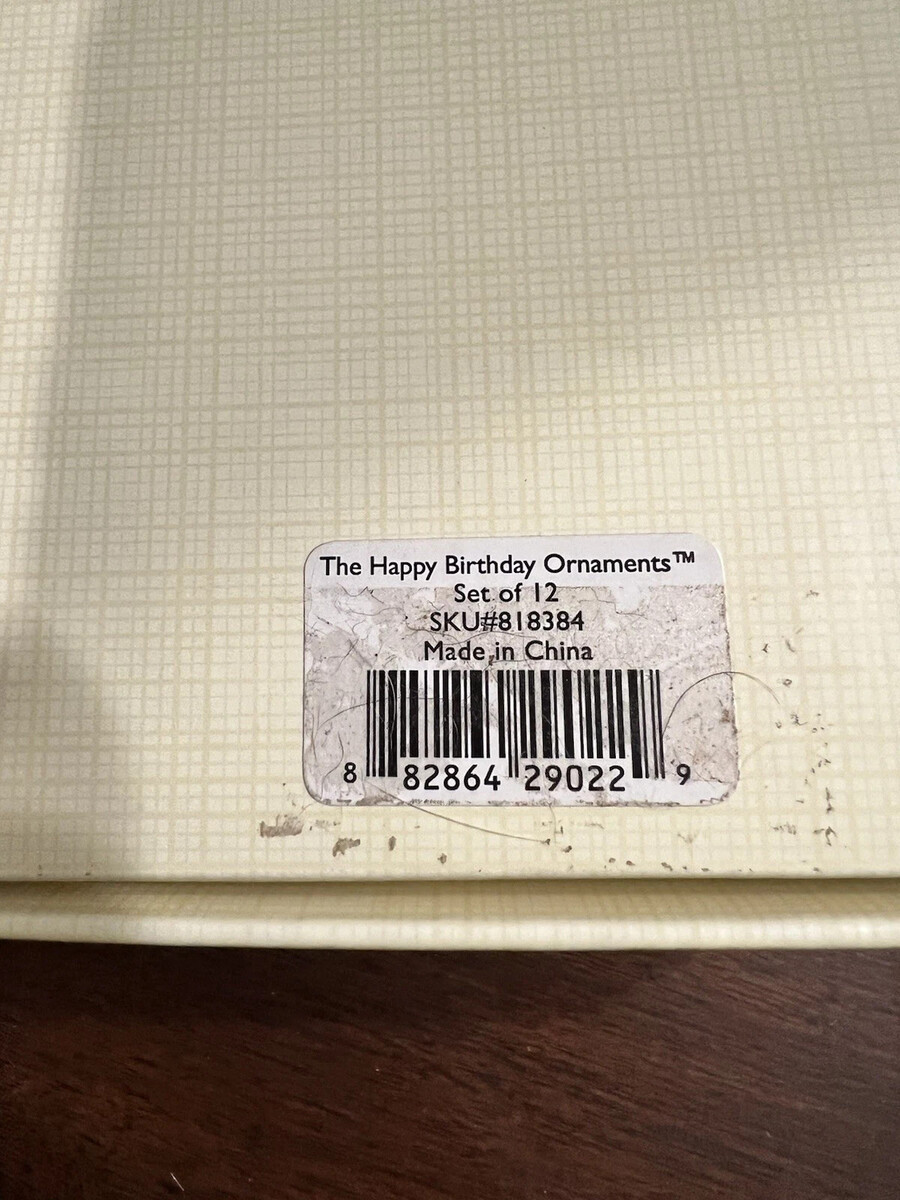 The Happy Birthday Ornaments™
Set of 12
SKU#818384
Made in China
8 82864 29022 9